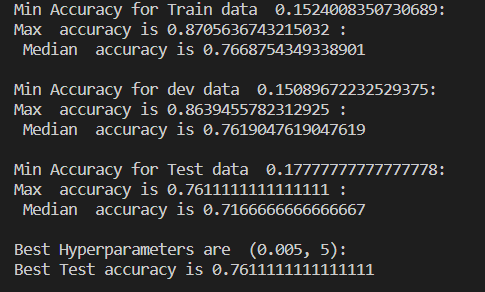 Min Accuracy for Train data  0.1524008350730689:
Max  accuracy is 0.8705636743215032 :
 Median  accuracy is 0.7668754349338901
Min Accuracy for dev data  0.15089672232529375:
Max  accuracy is 0.8639455782312925 :
 Median  accuracy is 0.7619047619047619
Min Accuracy for Test data  0.17777777777777778:
Max  accuracy is 0.7611111111111111 :
 Median  accuracy is 0.7166666666666667
Best Hyperparameters are  (0.005, 5):
Best Test accuracy is 0.7611111111111111